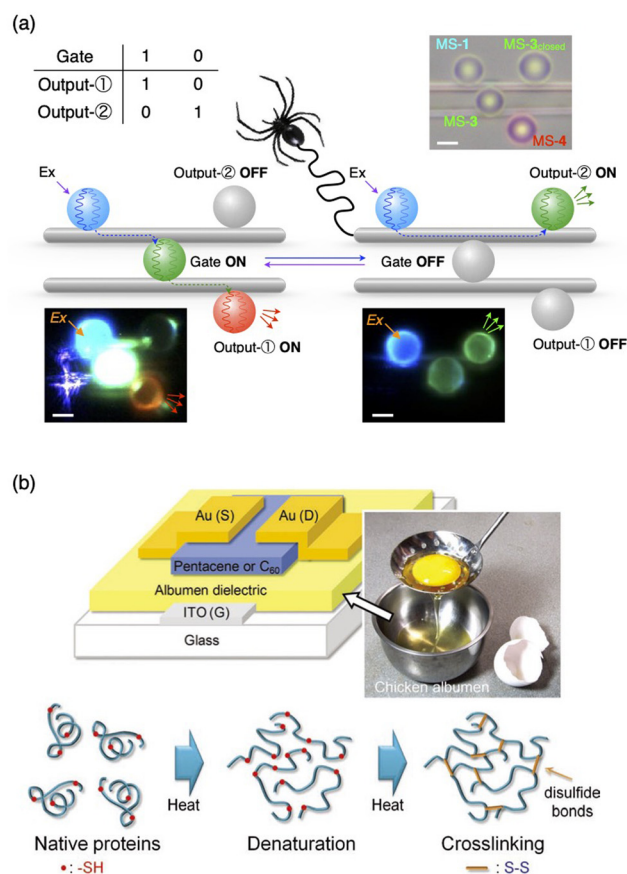 (a)
Gate 1 0
Output-① 1 0
Output-② 0 1
MS-1 MS-3closed
MS-3
MS-4
Ex
Output-② OFF
Gate ON
Output-① ON
Ex
Ex
Output-② ON
Gate OFF
Output-① OFF
Ex
(b)
Au (S) Au (D)
Pentacene or C60
Albumen dielectric
ITO (G)
Glass
Chicken albumen
Heat
Heat
disulfide
bonds
Native proteins
Denaturation
Crosslinking
: -SH
: S-S